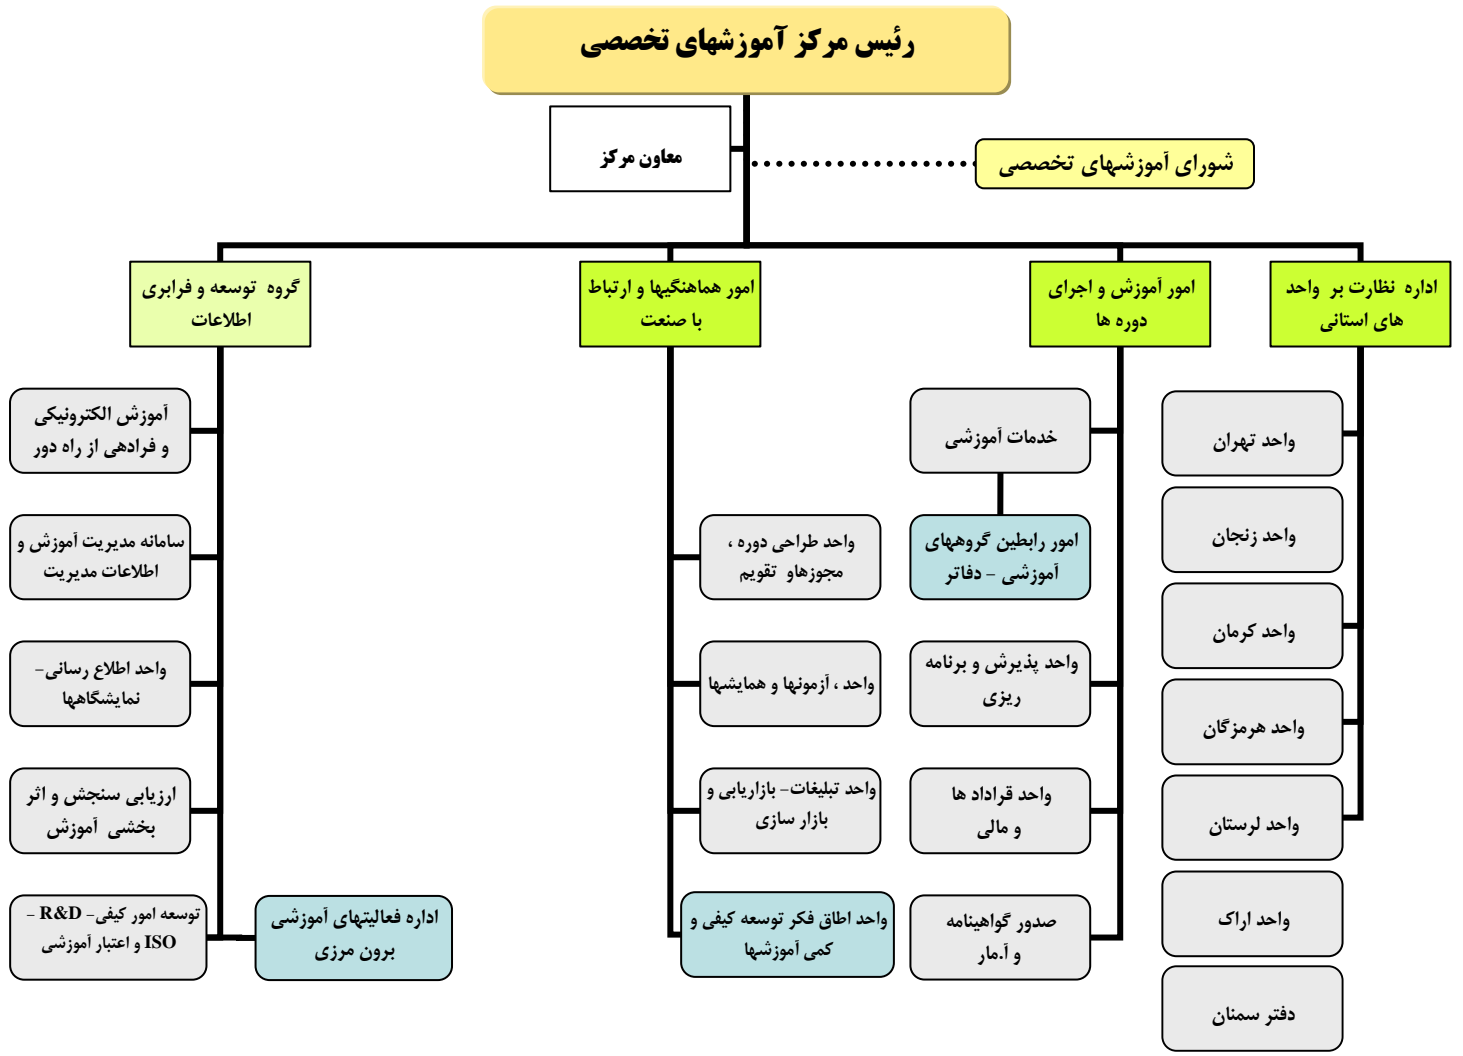 رئیس مرکز آموزشهای تخصصی
معاون مرکز
شورای آموزشهای تخصصی
اداره نظارت بر واحد
های استانی
واحد تهران
واحد زنجان
واحد کرمان
واحد هرمزگان
واحد لرستان
واحد اراک
دفتر سمنان
امور آموزش و اجرای
دوره ها
خدمات آموزشی
امور رابطین گروههای
آموزشی – دفاتر
واحد پذیرش و برنامه
ریزی
واحد قراداد ها
و مالی
صدور گواهینامه
و آ.مار
امور هماهنگیها و ارتباط
با صنعت
واحد طراحی دوره ،
مجوزهاو تقویم
واحد ، آزمونها و همایشها
واحد تبلیغات– بازاریابی و
بازار سازی
واحد اطاق فکر توسعه کیفی و
کمی آموزشها
گروه توسعه و فرابری
اطلاعات
آموزش الکترونیکی
و فرادهی از راه دور
سامانه مدیریت آموزش و
اطلاعات مدیریت
واحد اطلاع رسانی–
نمایشگاهها
ارزیابی سنجش و اثر
بخشی آموزش
توسعه امور کیفی– R&D –
ISO و اعتبار آموزشی
اداره فعالیتهای آموزشی
برون مرزی